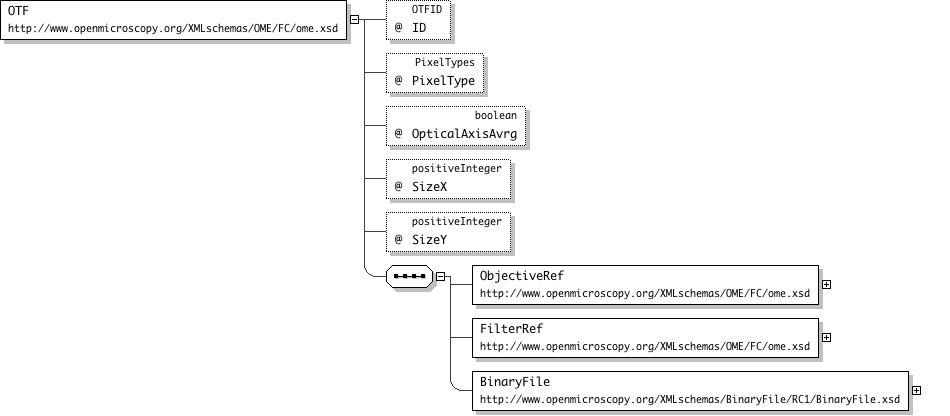 OTF
http://www.openmicroscopy.org/XMLschemas/OME/FC/ome.xsd
OTFID
@ ID
PixelTypes
@ PixelType
boolean
@ OpticalAxisAvrg
positiveInteger
@ SizeX
positiveInteger
@ SizeY
ObjectiveRef
http://www.openmicroscopy.org/XMLschemas/OME/FC/ome.xsd
FilterRef
http://www.openmicroscopy.org/XMLschemas/OME/FC/ome.xsd
BinaryFile
http://www.openmicroscopy.org/XMLschemas/BinaryFile/RC1/BinaryFile.xsd